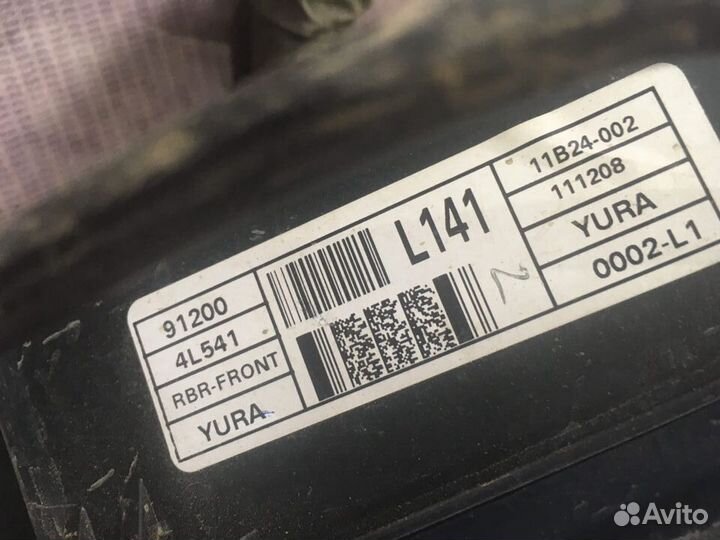 91200
4L541
RBR-FRONT
YURA
L141
11B24-002
111208
YURA
0002-L1
Avito